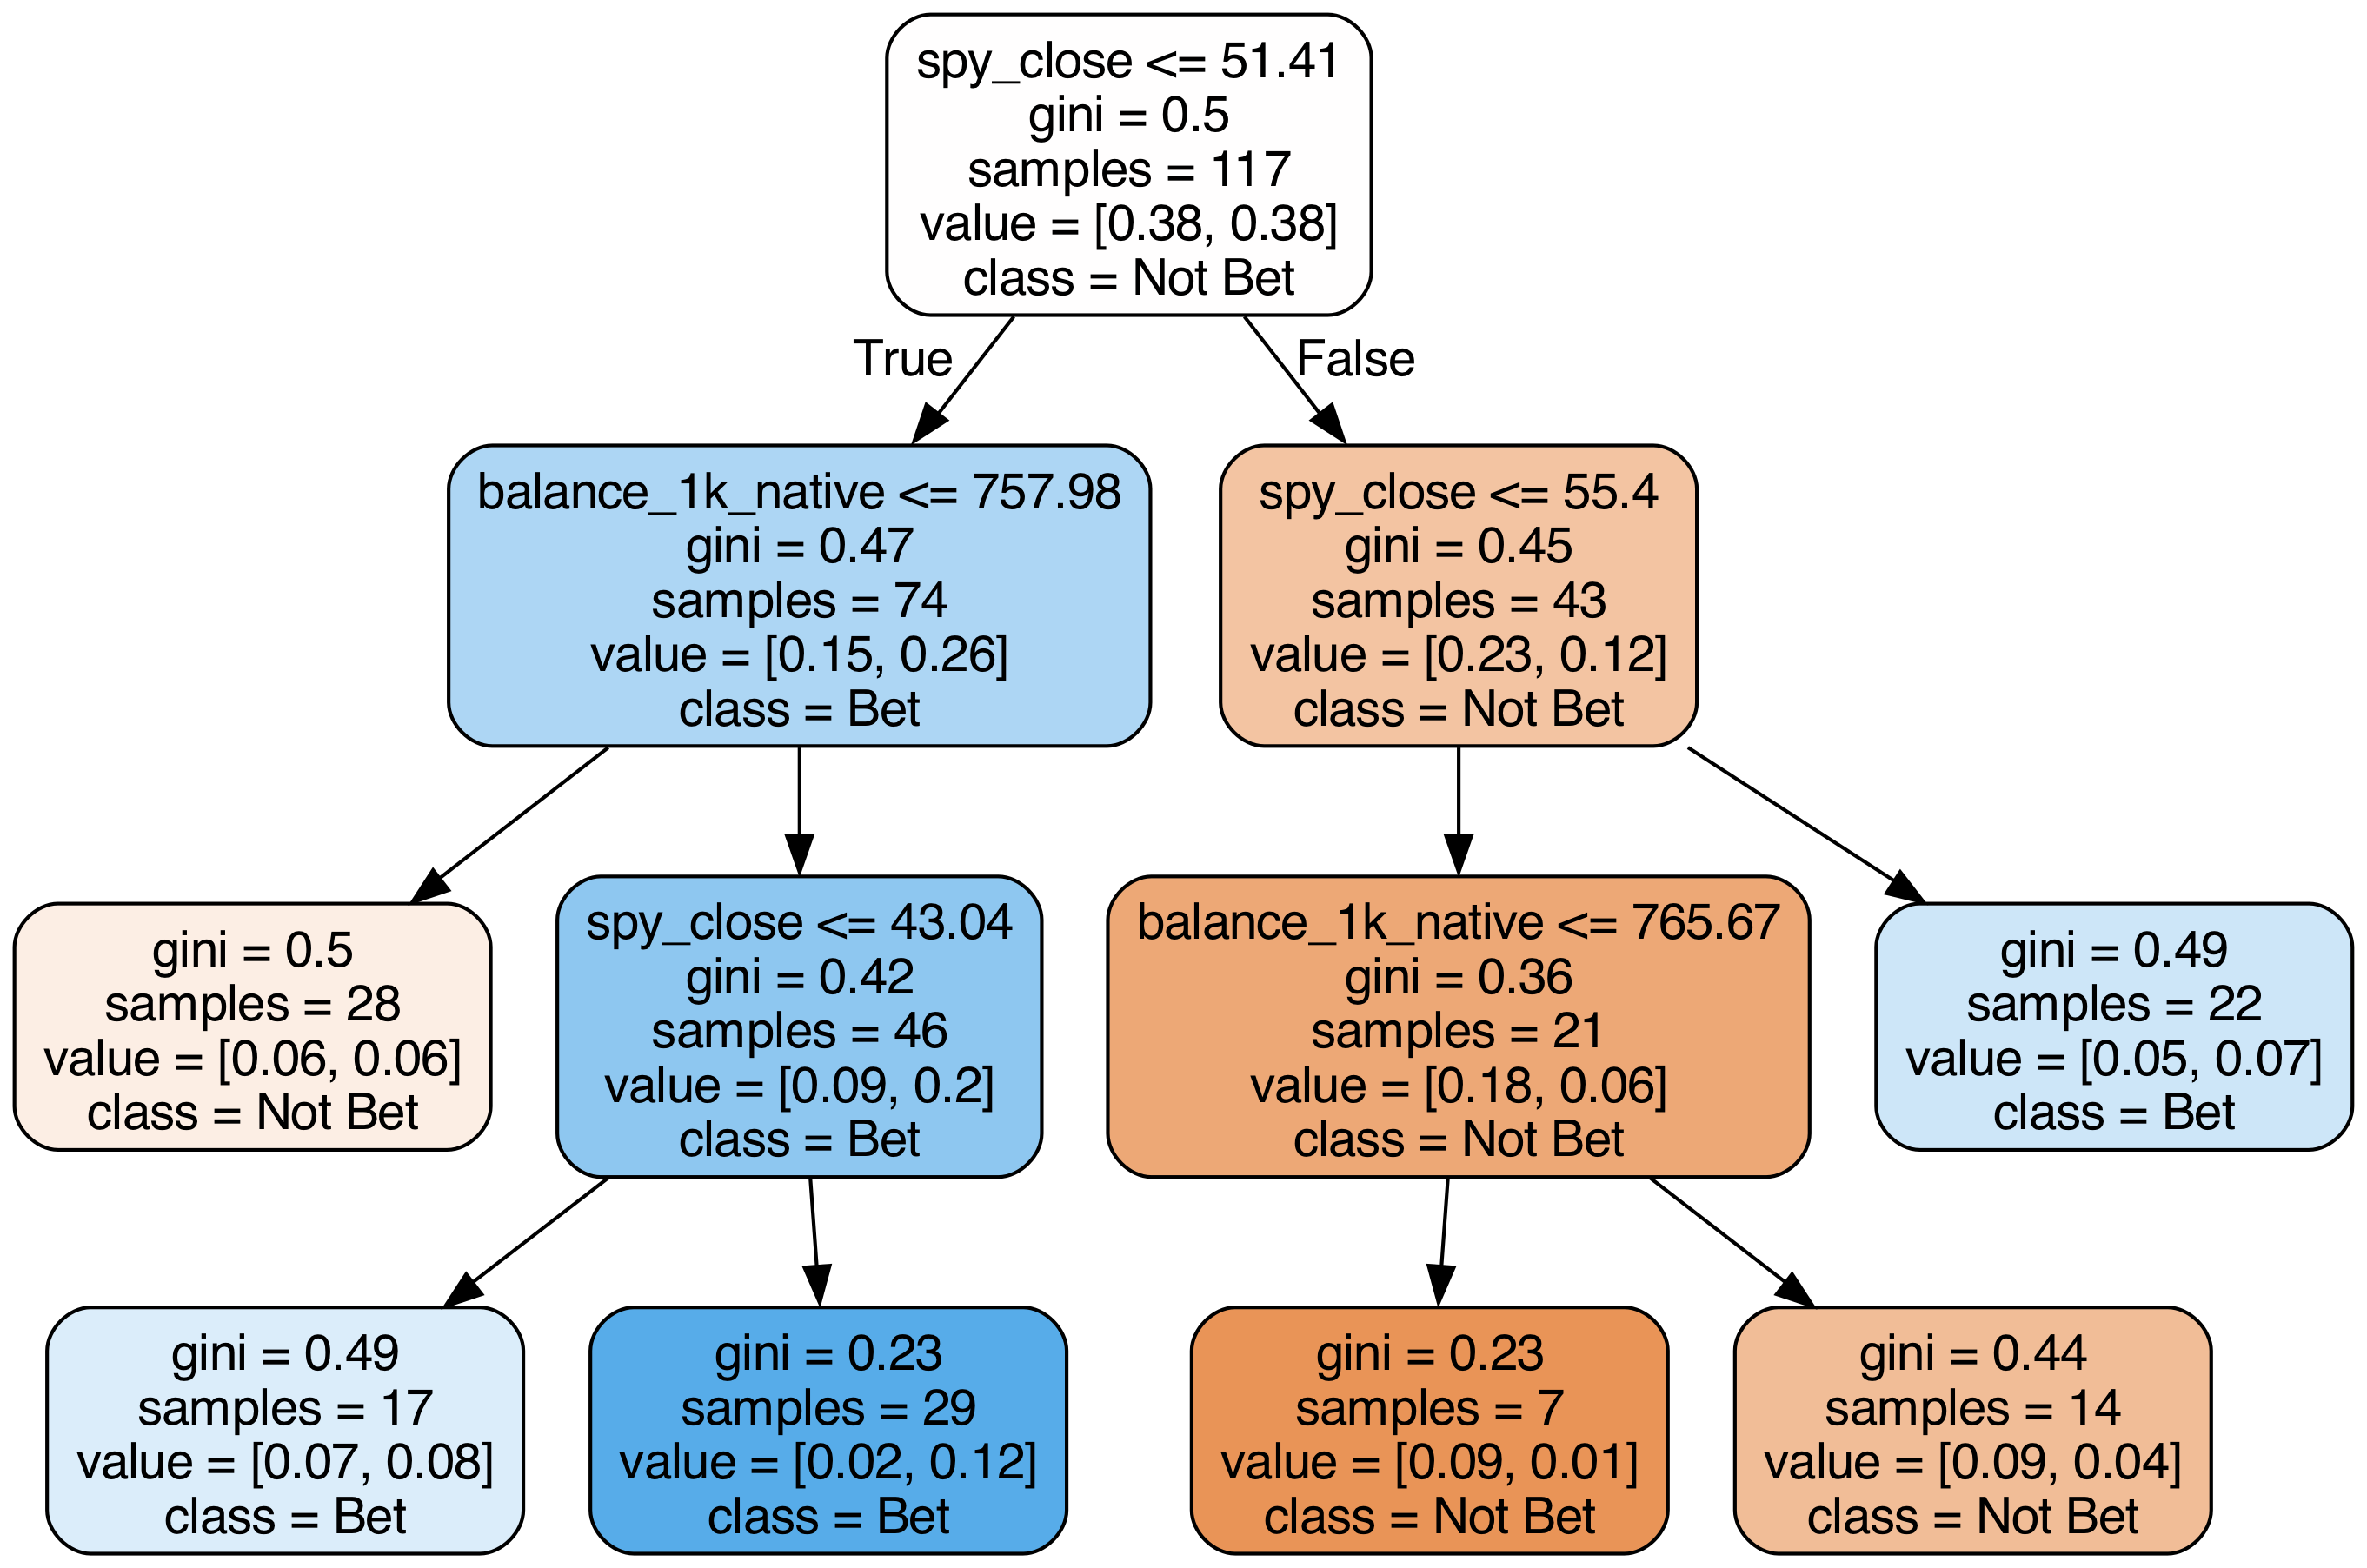 spy_close <= 51.41
gini = 0.5
samples = 117
value = [0.38, 0.38]
class = Not Bet
True
False
balance_1k_native <= 757.98
gini = 0.47
samples = 74
value = [0.15, 0.26]
class = Bet
spy_close <= 55.4
gini = 0.45
samples = 43
value = [0.23, 0.12]
class = Not Bet
gini = 0.5
samples = 28
value = [0.06, 0.06]
class = Not Bet
spy_close <= 43.04
gini = 0.42
samples = 46
value = [0.09, 0.2]
class = Bet
balance_1k_native <= 765.67
gini = 0.36
samples = 21
value = [0.18, 0.06]
class = Not Bet
gini = 0.49
samples = 22
value = [0.05, 0.07]
class = Bet
gini = 0.49
samples = 17
value = [0.07, 0.08]
class = Bet
gini = 0.23
samples = 29
value = [0.02, 0.12]
class = Bet
gini = 0.23
samples = 7
value = [0.09, 0.01]
class = Not Bet
gini = 0.44
samples = 14
value = [0.09, 0.04]
class = Not Bet